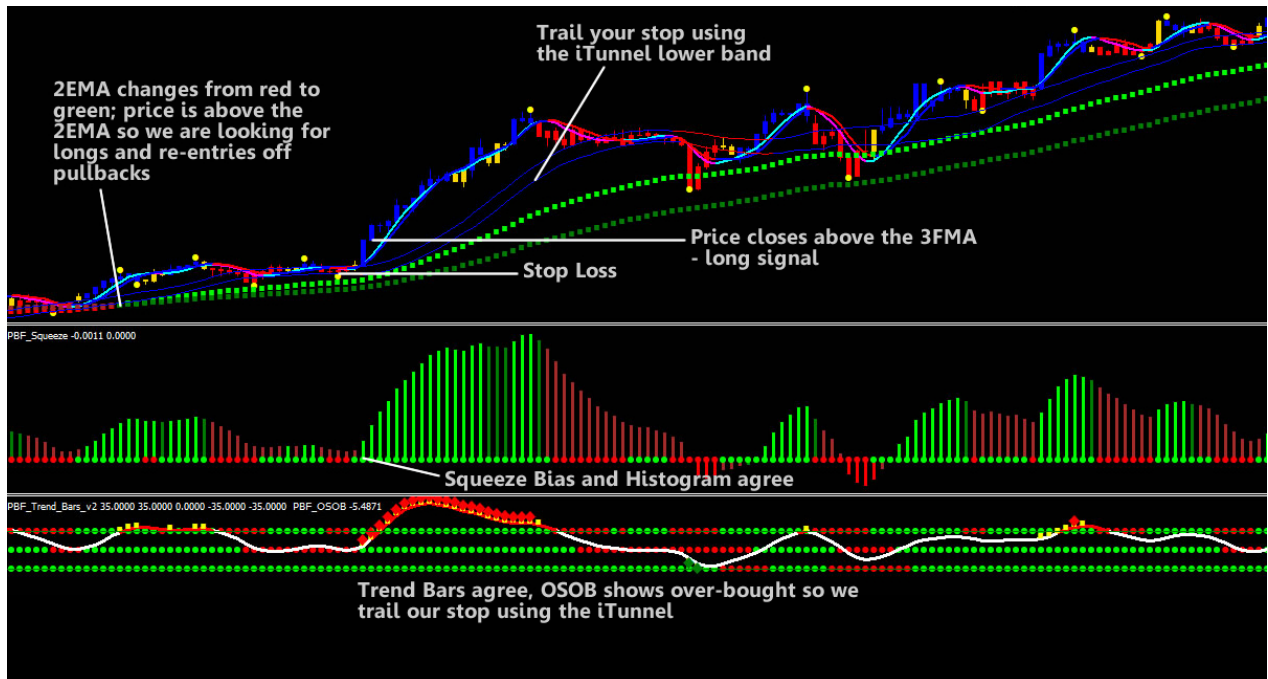 Trail your stop using
the iTunnel lower band
2EMA changes from red to
green; price is above the
2EMA so we are looking for
longs and re-entries off
pullbacks
Price closes above the 3FMA
- long signal
Stop Loss
PBF_Squeeze -0.0011 0.0000
Squeeze Bias and Histogram agree
PBF_Trend_Bars_v2 35.0000 35.0000 0.0000 -35.0000 -35.0000 PBF_OSOB -5.4871
Trend Bars agree, OSOB shows over-bought so we
trail our stop using the iTunnel